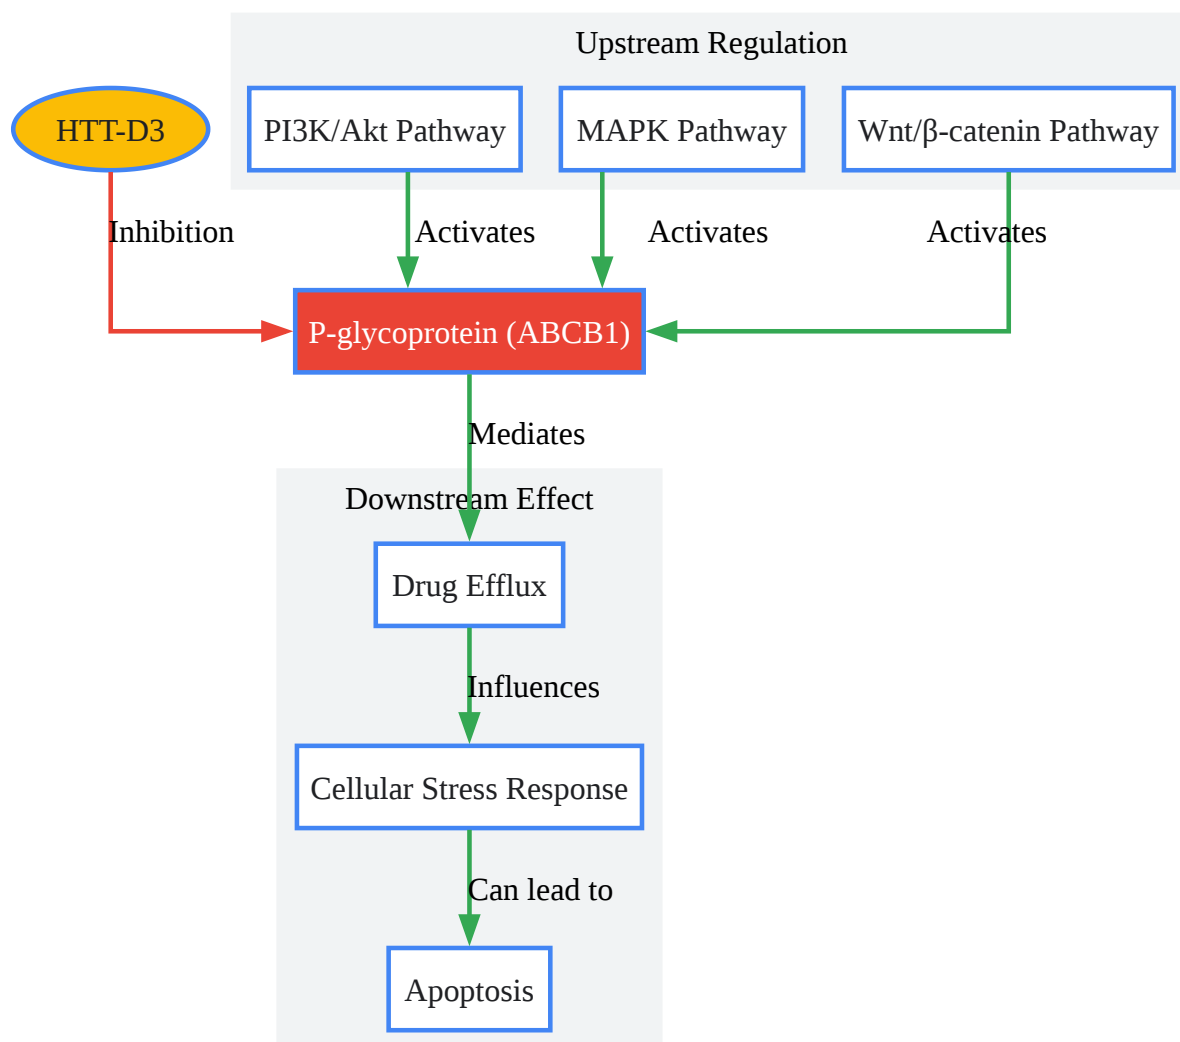 Upstream Regulation
HTT-D3
PI3K/Akt Pathway
MAPK Pathway
Wnt/β-catenin Pathway
Inhibition
Activates
Activates
Activates
P-glycoprotein (ABCB1)
Mediates
Downstream Effect
Drug Efflux
Influences
Cellular Stress Response
Can lead to
Apoptosis